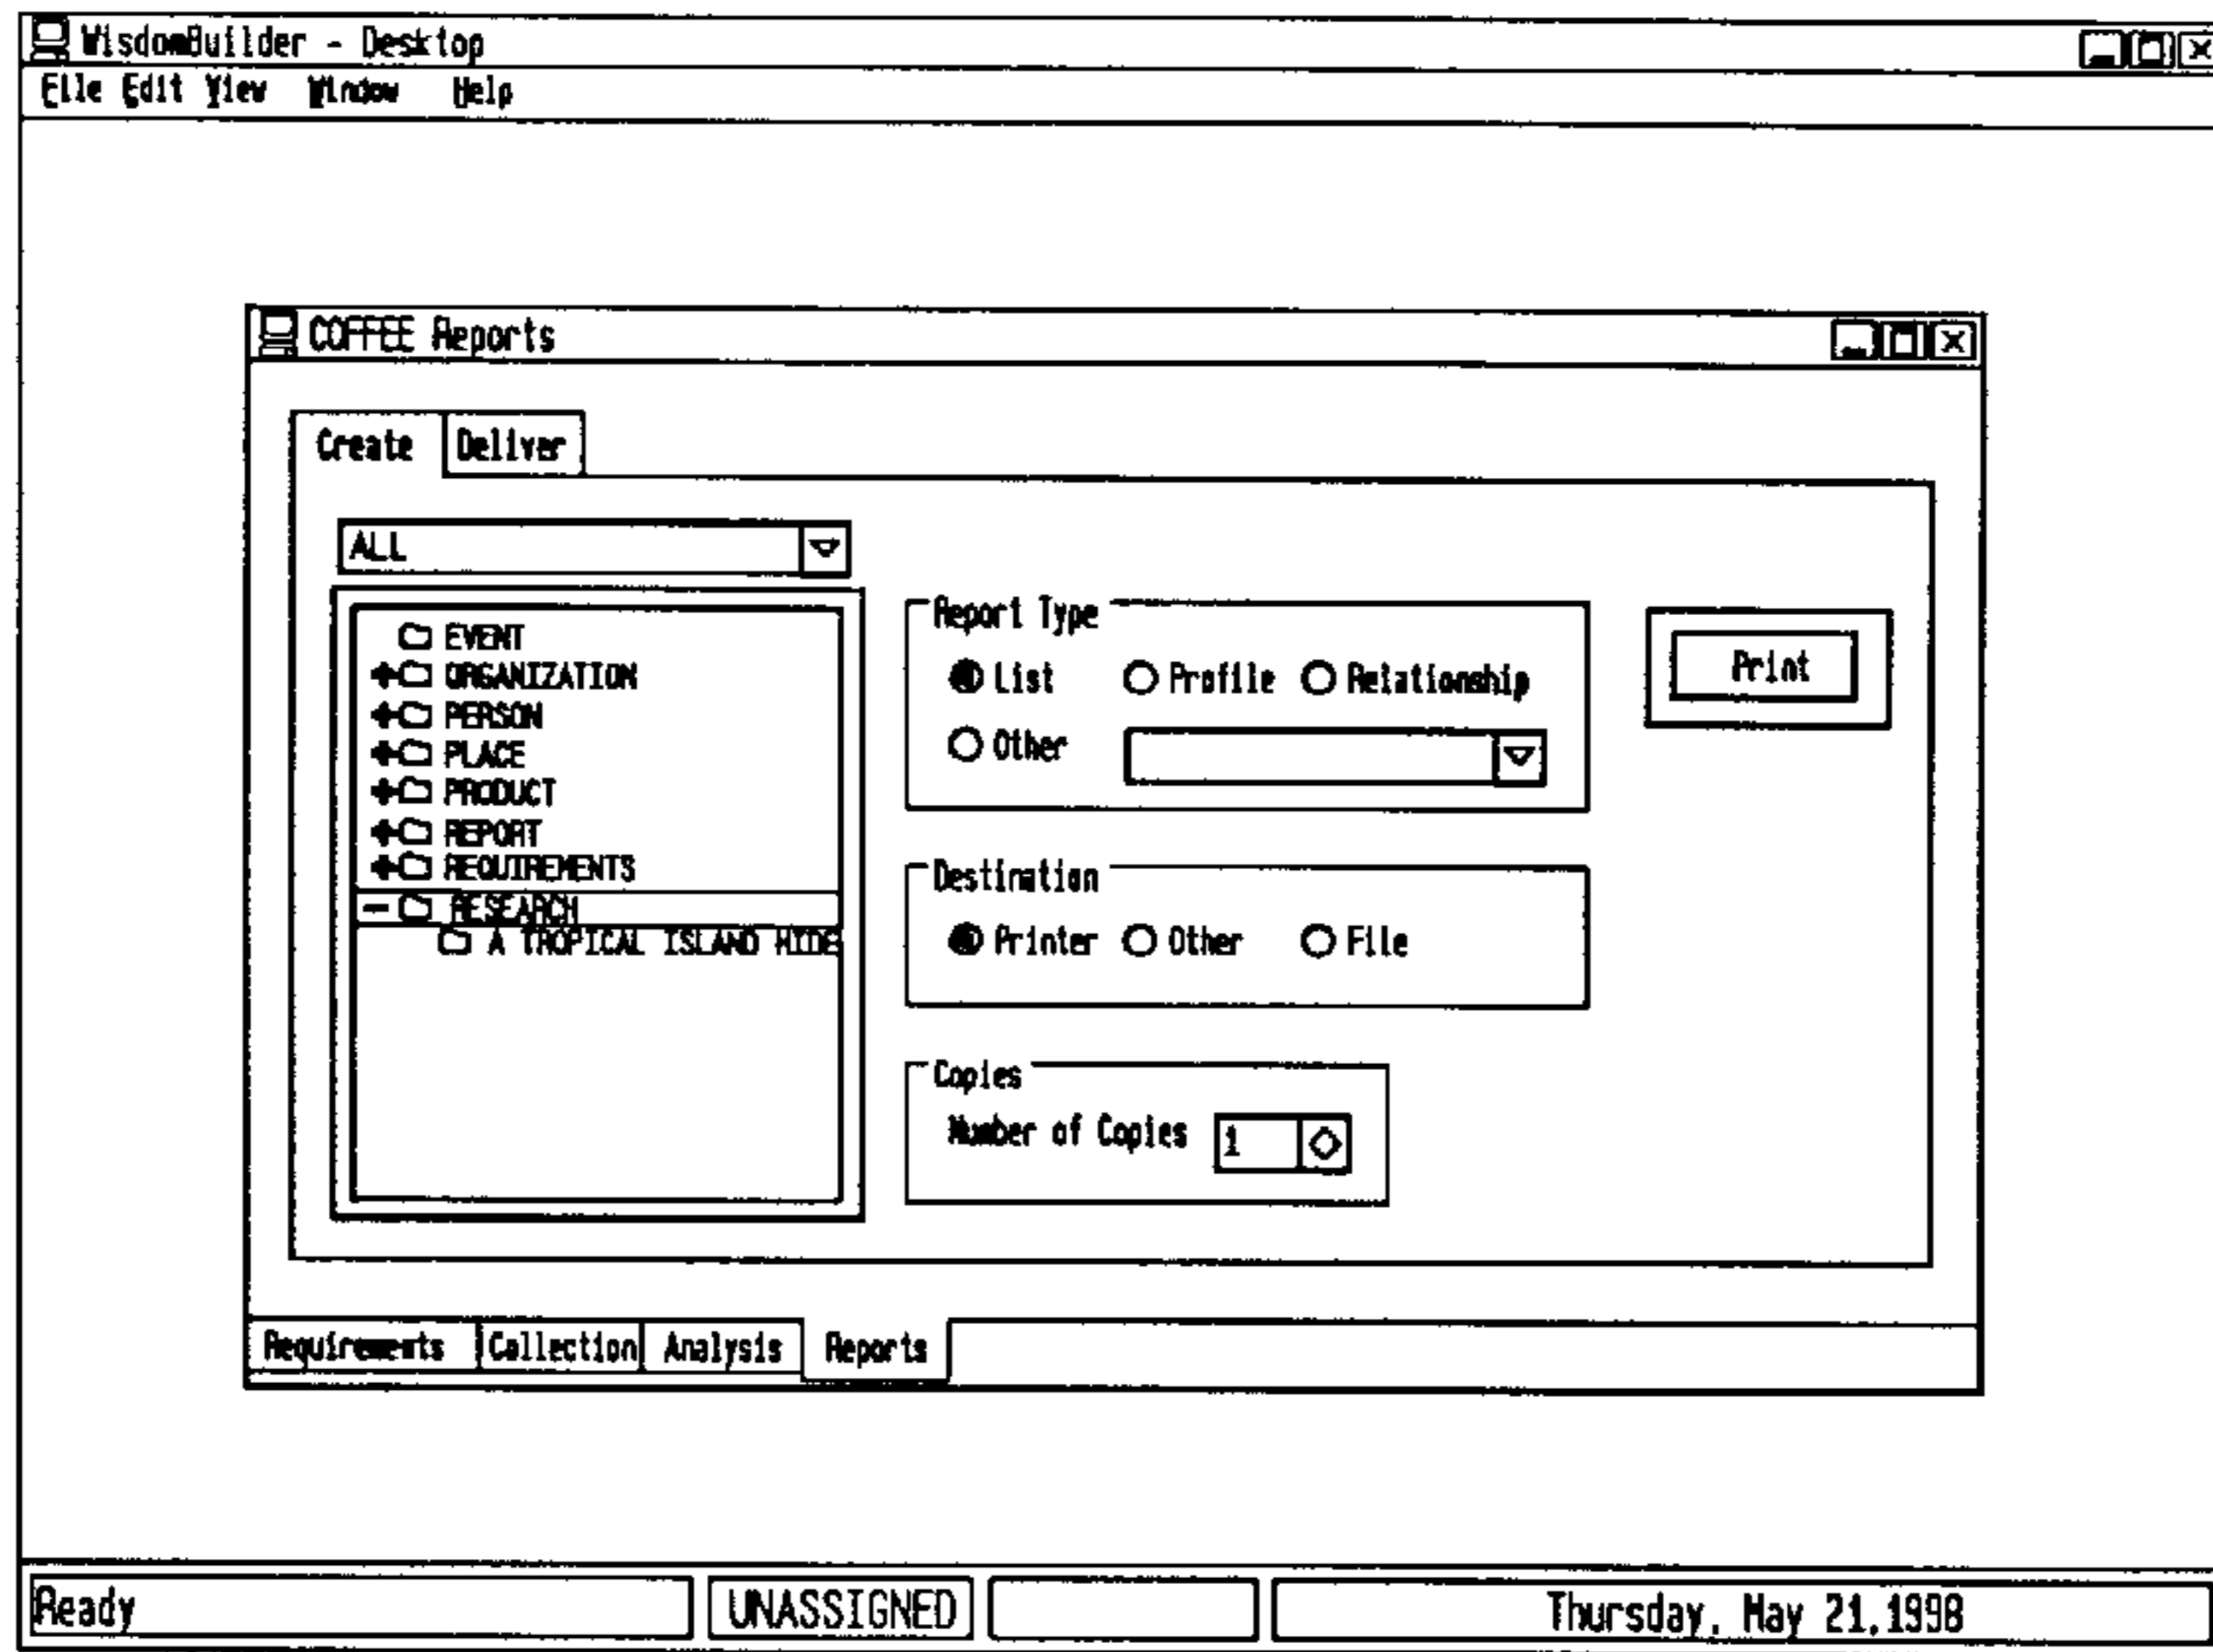 WisdomBuilder - Desktop
File Edit View Window Help
COFFEE Reports
Create Deliver
ALL
EVENT
ORGANIZATION
PERSON
PLACE
PRODUCT
REPORT
REQUIREMENTS
RESEARCH
A TROPICAL ISLAND HIDE
Report Type
List Profile Relationship
Other
Print
Destination
Printer Other File
Copies
Number of Copies 1
Requirements Collection Analysis Reports
Ready UNASSIGNED Thursday, May 21,1998